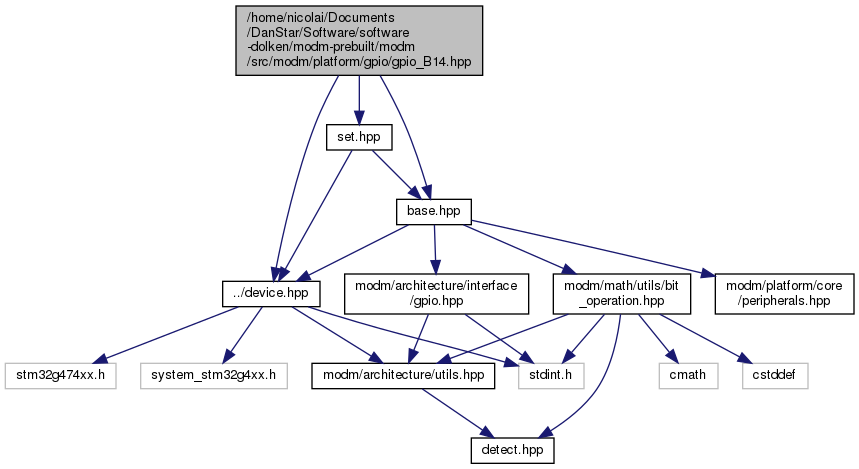 /home/nicolai/Documents
/DanStar/Software/software
-dolken/modm-prebuilt/modm
/src/modm/platform/gpio/gpio_B14.hpp
set.hpp
base.hpp
../device.hpp
modm/architecture/interface
/gpio.hpp
modm/math/utils/bit
_operation.hpp
modm/platform/core
/peripherals.hpp
stm32g474xx.h
system_stm32g4xx.h
modm/architecture/utils.hpp
stdint.h
cmath
cstddef
detect.hpp